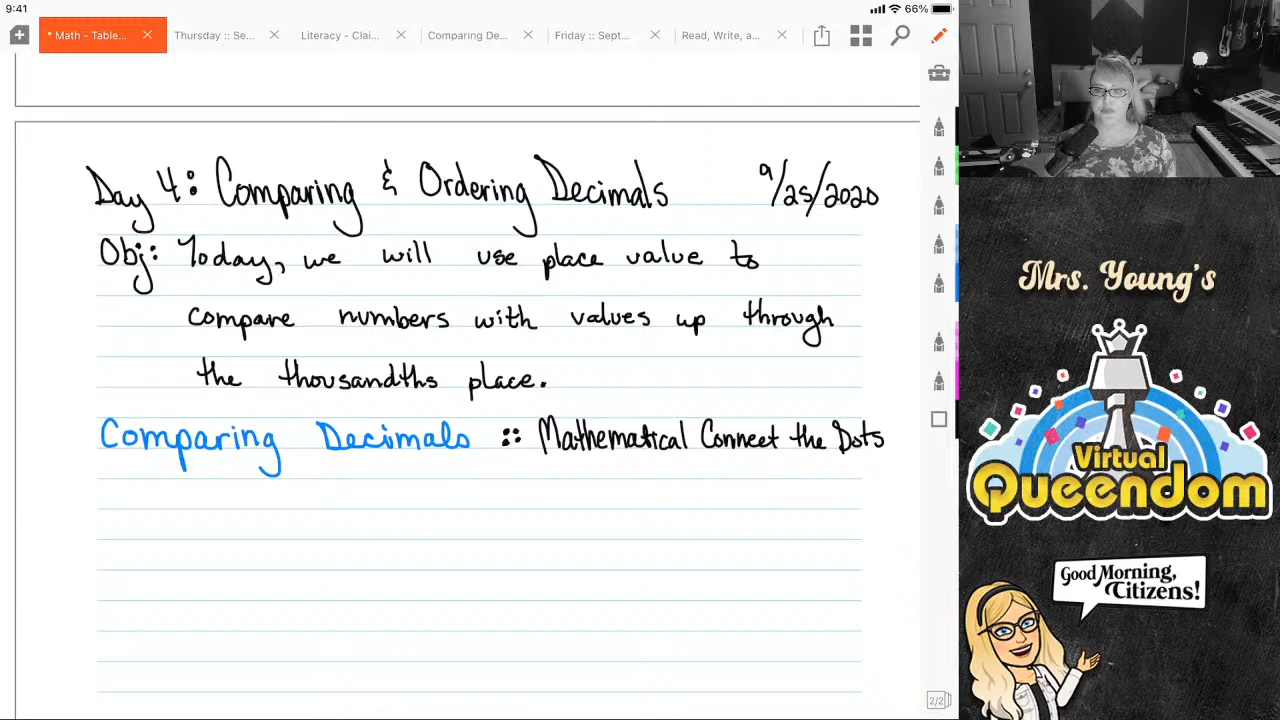 9:41
66%
* Math – Table...
Thursday :: Se...
Literacy - Clai...
Comparing De...
Friday :: Sept...
Read, Write, a...
Day 4: Comparing & Ordering Decimals 9/25/2020
Obj: Today, we will use place value to
compare numbers with values up through
the thousandths place.
Comparing Decimals :: Mathematical Connect the Dots
2/2
Mrs. Young's
Virtual
Queendom
Good Morning,
Citizens!